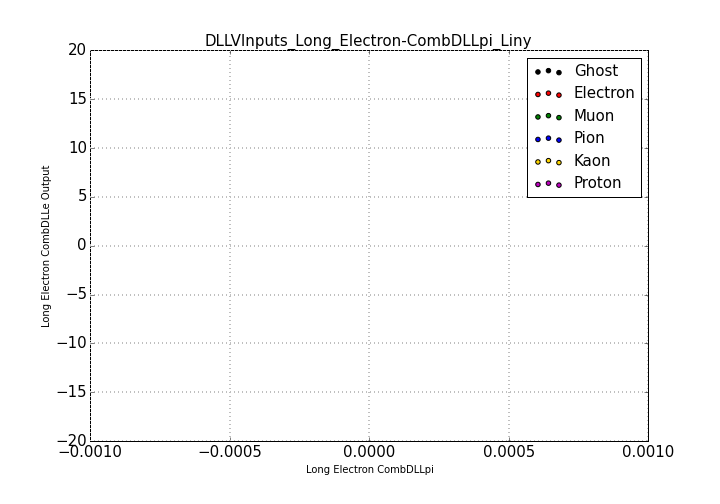 DLLVInputs_Long_Electron-CombDLLpi_Liny
20
15
10
5
0
−5
−10
−15
−20
Long Electron CombDLLe Output
Ghost
Electron
Muon
Pion
Kaon
Proton
−0.0010 −0.0005 0.0000 0.0005 0.0010
Long Electron CombDLLpi